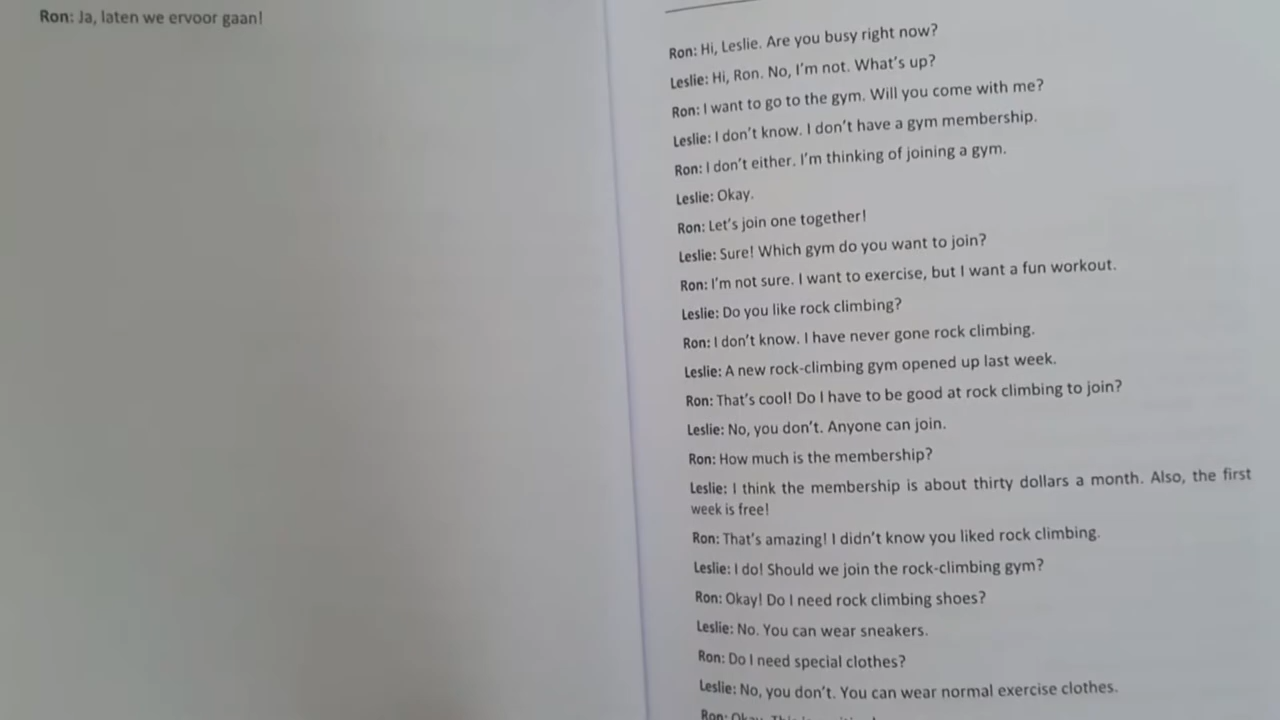 Ron: Ja, laten we ervoor gaan!
Ron: Hi, Leslie. Are you busy right now?
Leslie: Hi, Ron. No, I'm not. What's up?
Ron: I want to go to the gym. Will you come with me?
Leslie: I don't know. I don't have a gym membership.
Ron: I don't either. I'm thinking of joining a gym.
Leslie: Okay.
Ron: Let's join one together!
Leslie: Sure! Which gym do you want to join?
Ron: I'm not sure. I want to exercise, but I want a fun workout.
Leslie: Do you like rock climbing?
Ron: I don't know. I have never gone rock climbing.
Leslie: A new rock-climbing gym opened up last week.
Ron: That's cool! Do I have to be good at rock climbing to join?
Leslie: No, you don't. Anyone can join.
Ron: How much is the membership?
Leslie: I think the membership is about thirty dollars a month. Also, the first
week is free!
Ron: That's amazing! I didn't know you liked rock climbing.
Leslie: I do! Should we join the rock-climbing gym?
Ron: Okay! Do I need rock climbing shoes?
Leslie: No. You can wear sneakers.
Ron: Do I need special clothes?
Leslie: No, you don't. You can wear normal exercise clothes.
Ron: Okay.